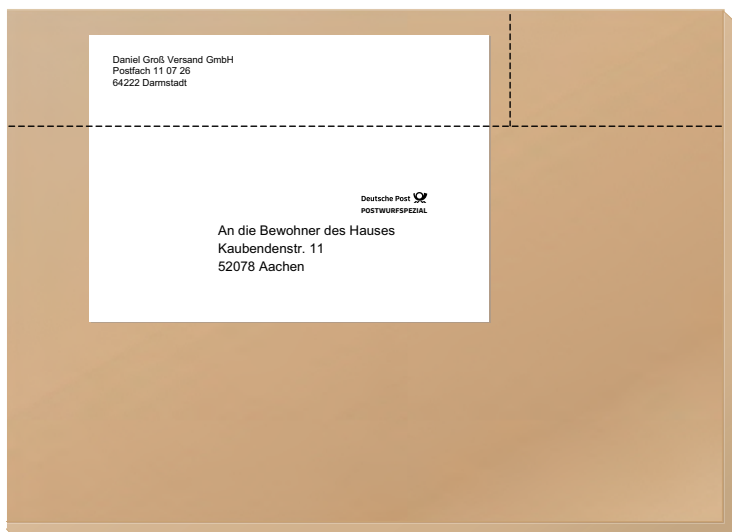 Daniel Groß Versand GmbH
Postfach 11 07 26
64222 Darmstadt
Deutsche Post
POSTWURFSPEZIAL
An die Bewohner des Hauses
Kaubendenstr. 11
52078 Aachen